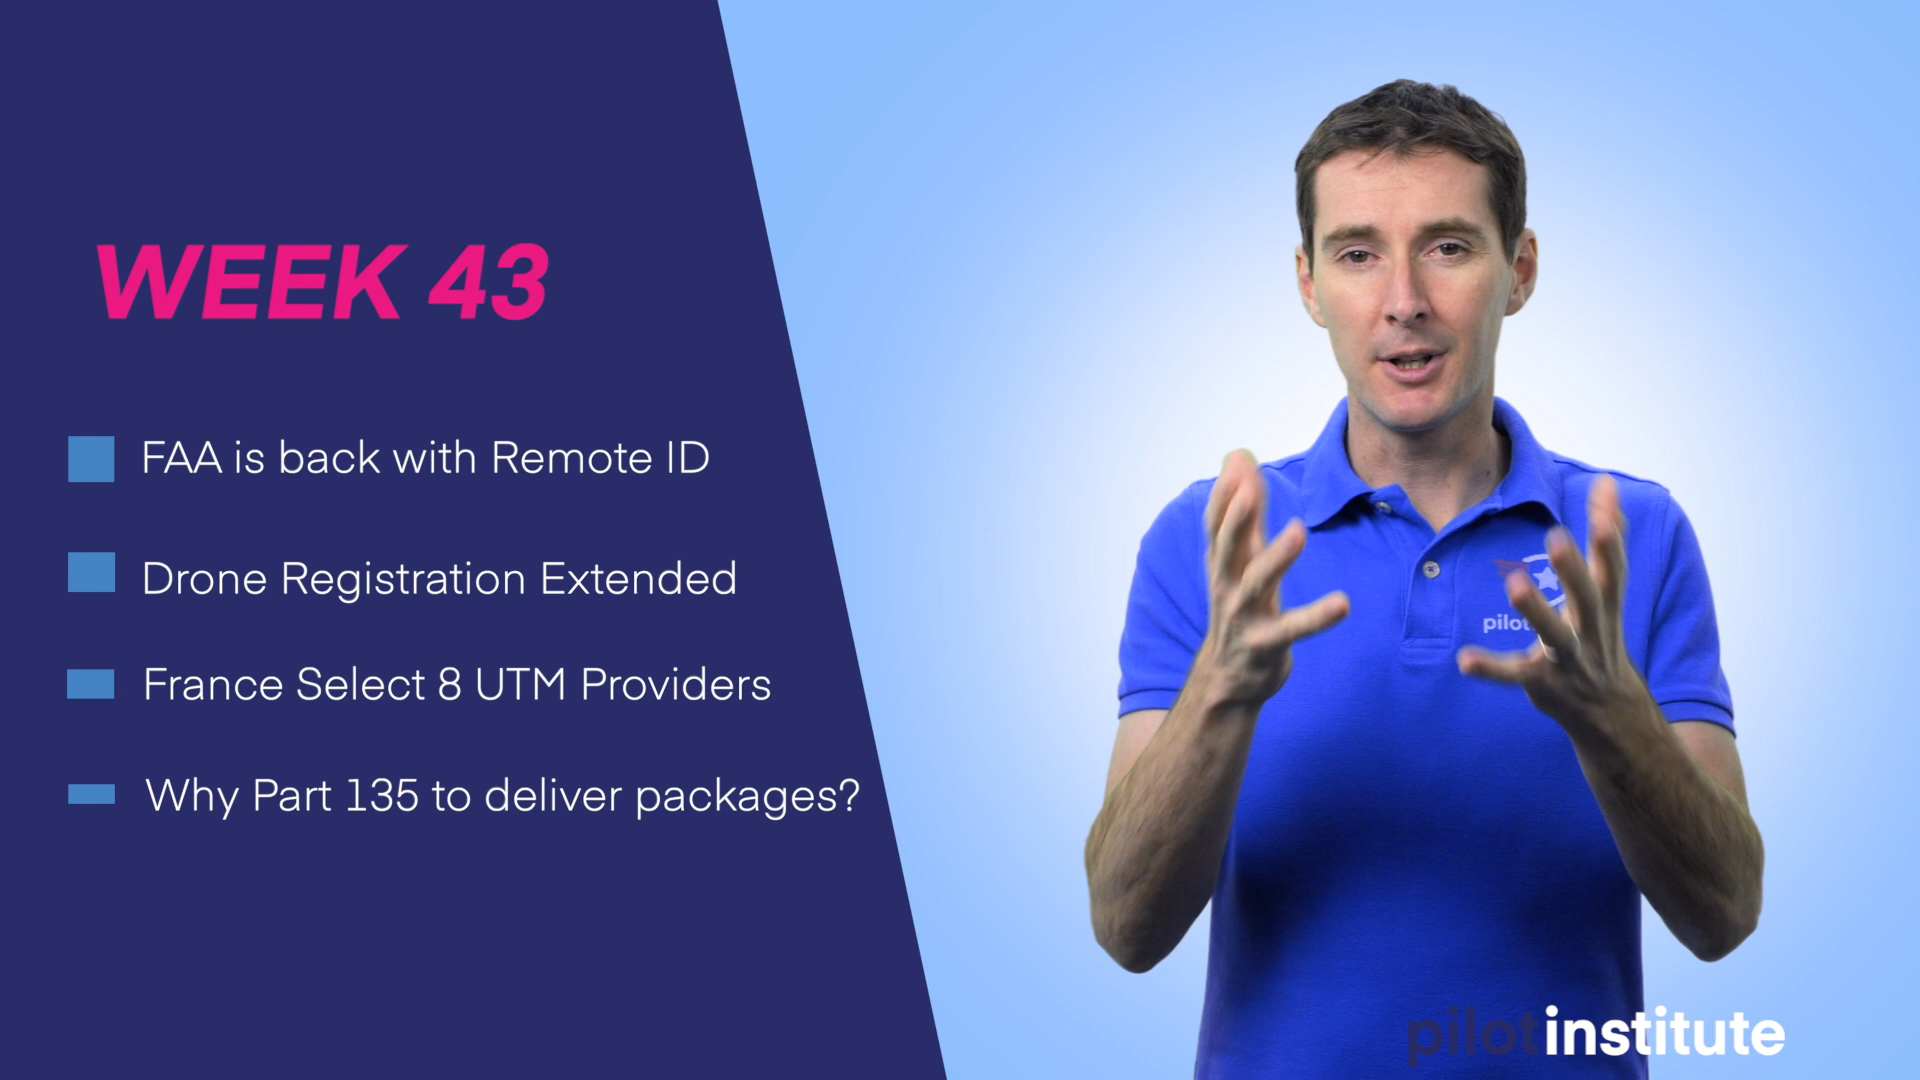 WEEK 43
FAA is back with Remote ID
Drone Registration Extended
France Select 8 UTM Providers
Why Part 135 to deliver packages?
pilot
pilotinstitute